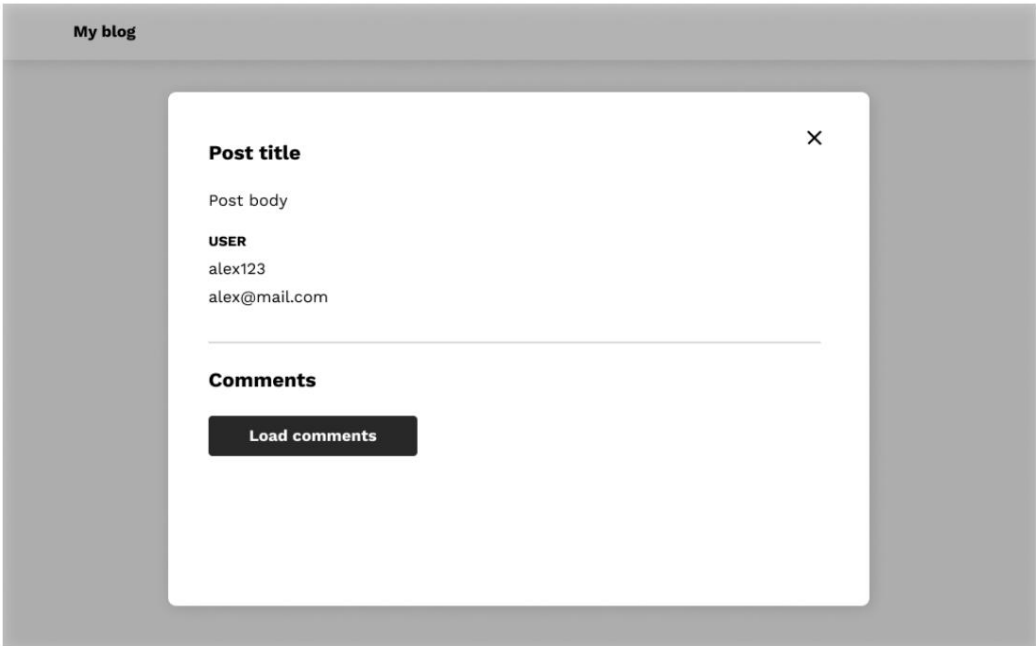 My blog
Post title
Post body
USER
alex123
alex@mail.com
Comments
Load comments